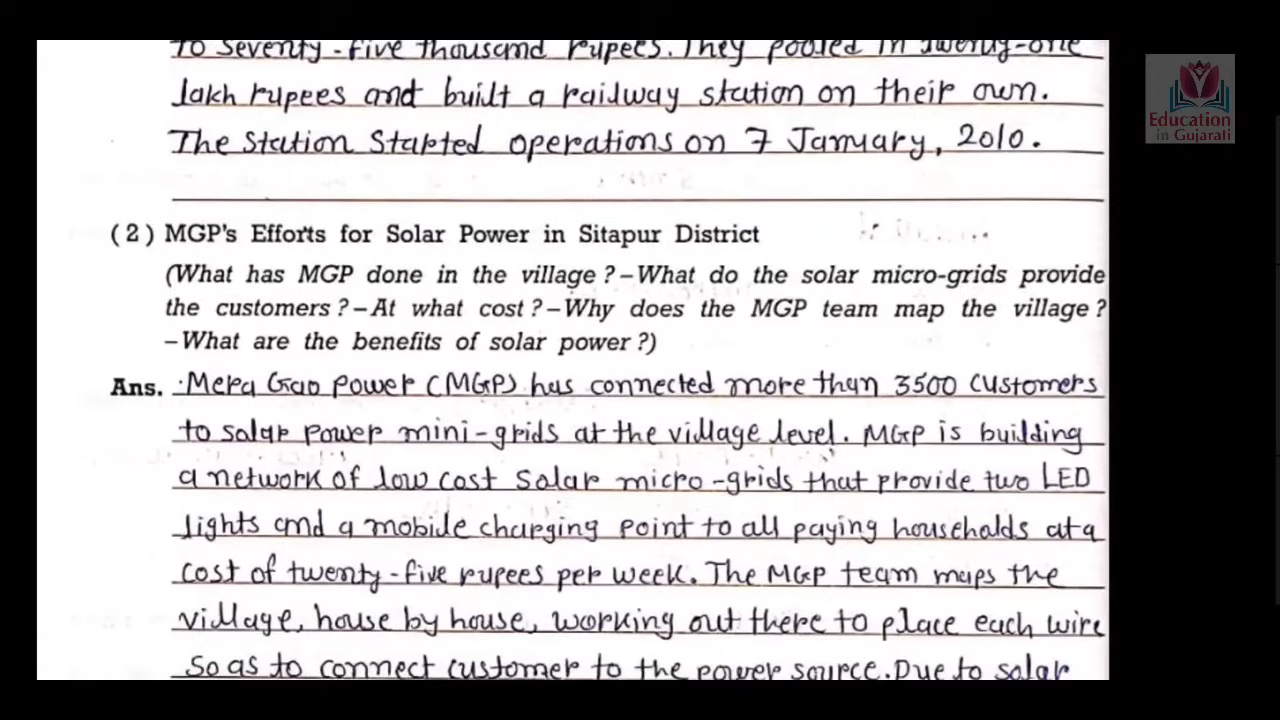 to seventy-five thousand rupees. They pooled in twenty-one
lakh rupees and built a railway station on their own.
The Station Started operations on 7 January, 2010.
Education
in Gujarali
(2) MGP's Efforts for Solar Power in Sitapur District
(What has MGP done in the village ? – What do the solar micro-grids provide
the customers ? – At what cost ? – Why does the MGP team map the village ?
– What are the benefits of solar power ?)
Ans. Mera Gao Power (MGP) has connected more than 3500 customers
to solar power mini-grids at the village level. MGP is building
a network of low cost Solar micro-grids that provide two LED
lights and a mobile charging point to all paying households at a
cost of twenty-five rupees per week. The MGP team maps the
village, house by house, working out there to place each wire
so as to connect customer to the power source. Due to solar